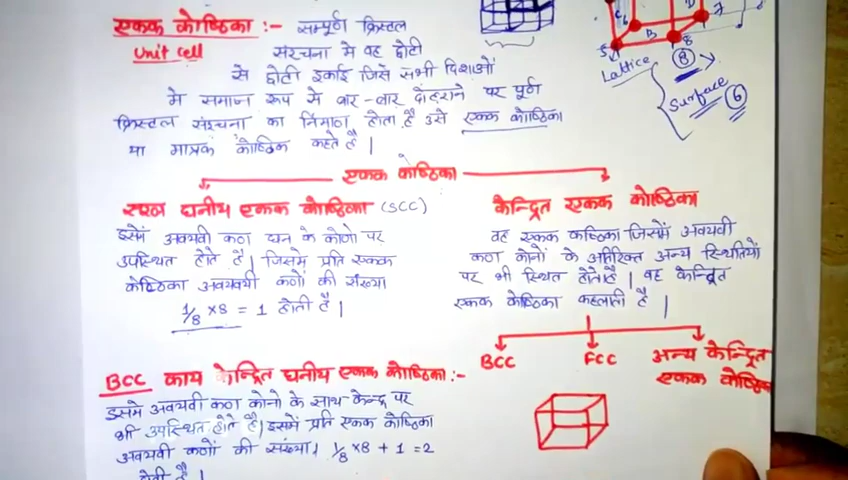 एकक कोष्ठिका :- सम्पूर्ण क्रिस्टल
Unit Cell संरचना मे वह छोटी
से छोटी इकाई जिसे सभी दिशाओं
मे समान रूप से बार-बार दोहराने पर पूर्ण
क्रिस्टल संरचना का निर्माण होता है उसे एकक कोष्ठिका
या मात्रक कोष्ठिक कहते है |
Lattice
8
Surface
6
एकक कोष्ठिका
सरल घनीय एकक कोष्ठिका (SCC)
इसमें अवयवी कण घन के कोणो पर
उपस्थित होते है | जिसमें प्रति एकक
कोष्ठिका अवयवयी कणों की संख्या
1/8 × 8 = 1 होती है |
केन्द्रित एकक कोष्ठिका
वह एकक कष्ठिका जिसमें अवयवी
कण कोनों के अतिरिक्त अन्य स्थितियों
पर भी स्थित होते है | वह केन्द्रित
एकक कोष्ठिका कहलाती है |
BCC FCC अन्य केन्द्रित
एकक कोष्ठिक
BCC काय केन्द्रित घनीय एकक कोष्ठिका :-
इसमे अवयवी कण कोनो के साथ केन्द्र पर
भी उपस्थित होते है | इसमें प्रति एकक कोष्ठिका
अवयवी कणों की संख्या | 1/8 × 8 + 1 = 2
होती है |